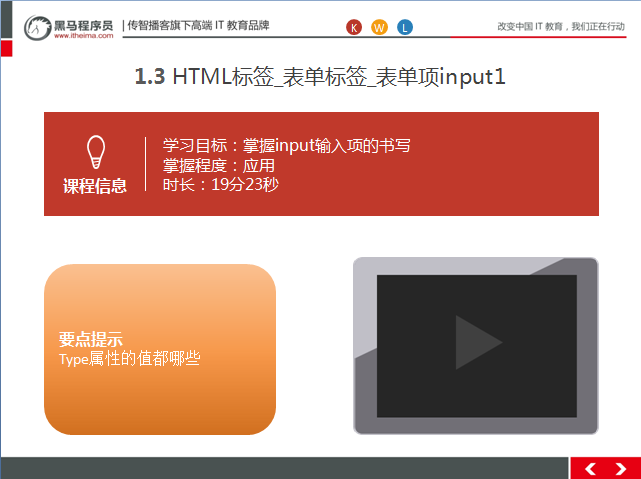 黑马程序员
www.itheima.com
传智播客旗下高端 IT 教育品牌
K W L
改变中国 IT 教育，我们正在行动
1.3 HTML标签_表单标签_表单项input1
课程信息
学习目标：掌握input输入项的书写
掌握程度：应用
时长：19分23秒
要点提示
Type属性的值都哪些